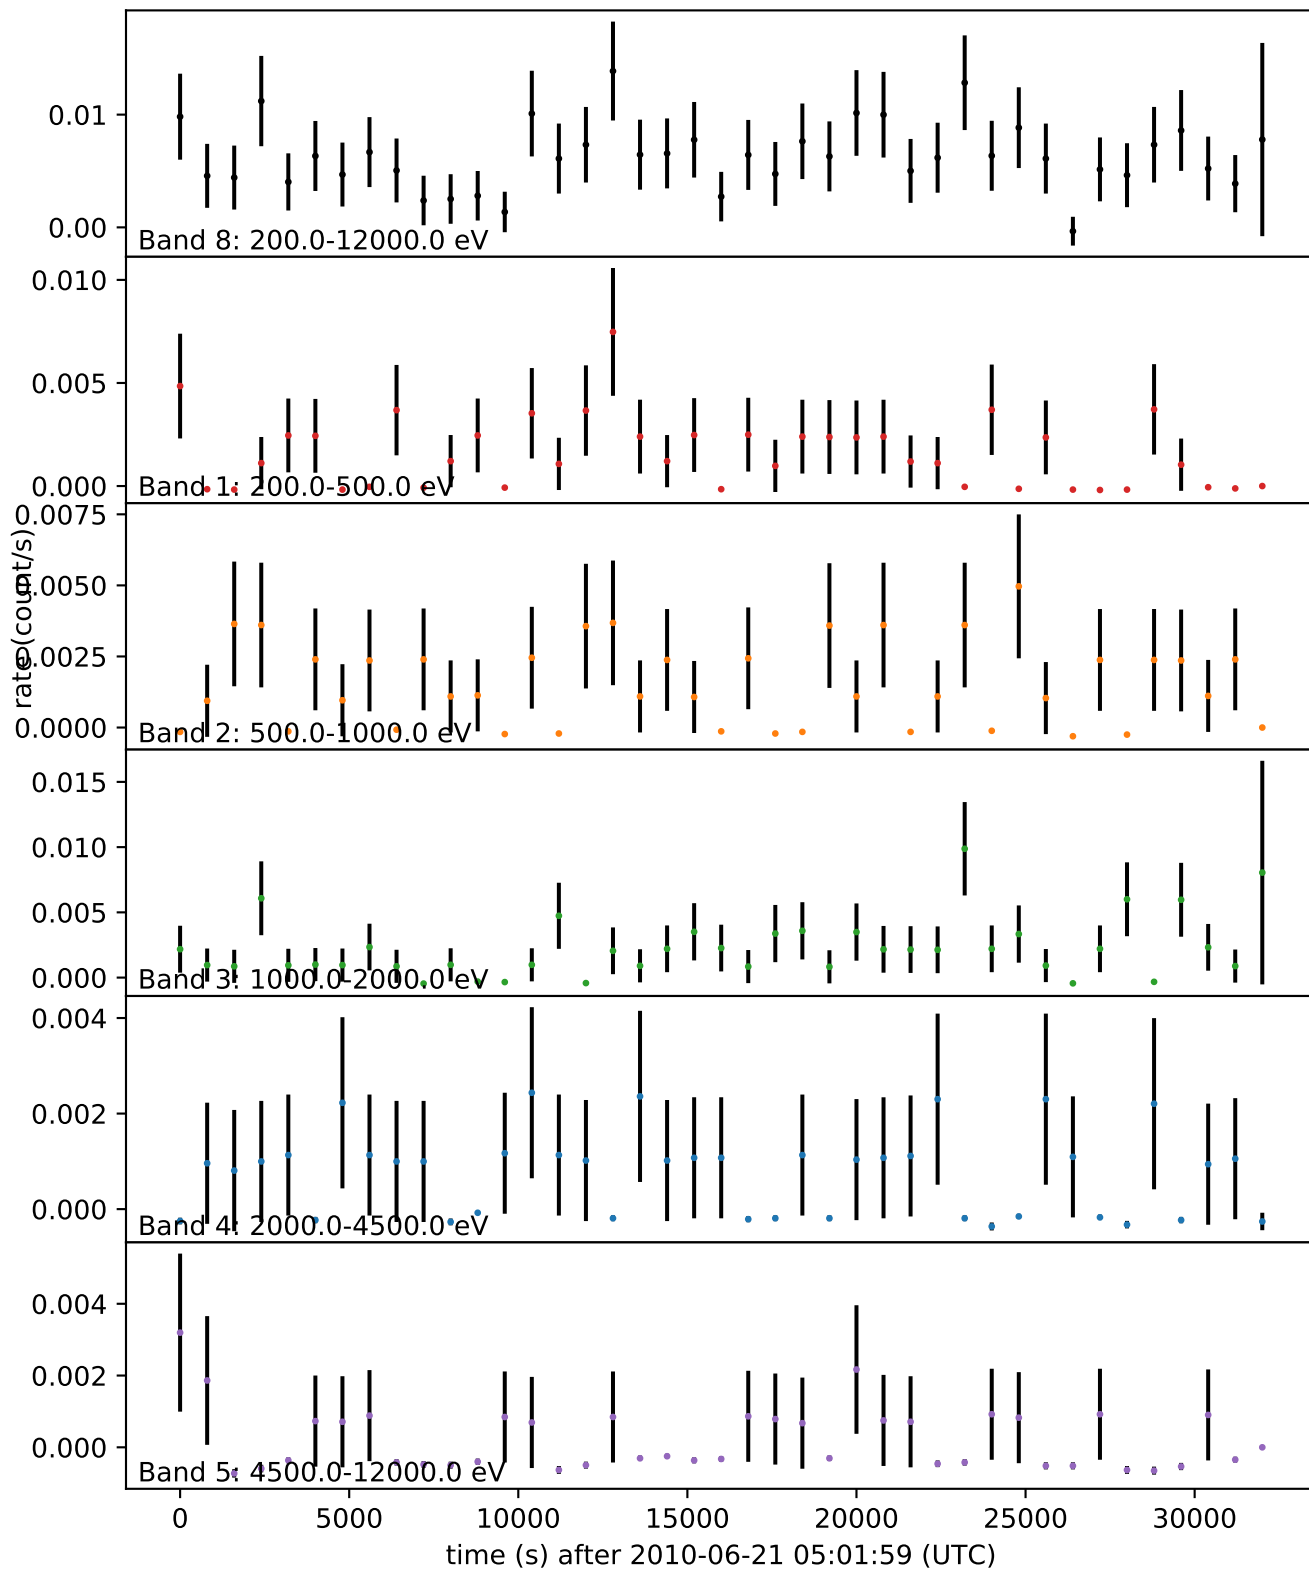 0.01
0.00
Band 8: 200.0-12000.0 eV
0.010
0.005
0.000
Band 1: 200.0-500.0 eV
rate (count/s)
0.0075
0.0050
0.0025
0.0000
Band 2: 500.0-1000.0 eV
0.015
0.010
0.005
0.000
Band 3: 1000.0-2000.0 eV
0.004
0.002
0.000
Band 4: 2000.0-4500.0 eV
0.004
0.002
0.000
Band 5: 4500.0-12000.0 eV
0 5000 10000 15000 20000 25000 30000
time (s) after 2010-06-21 05:01:59 (UTC)